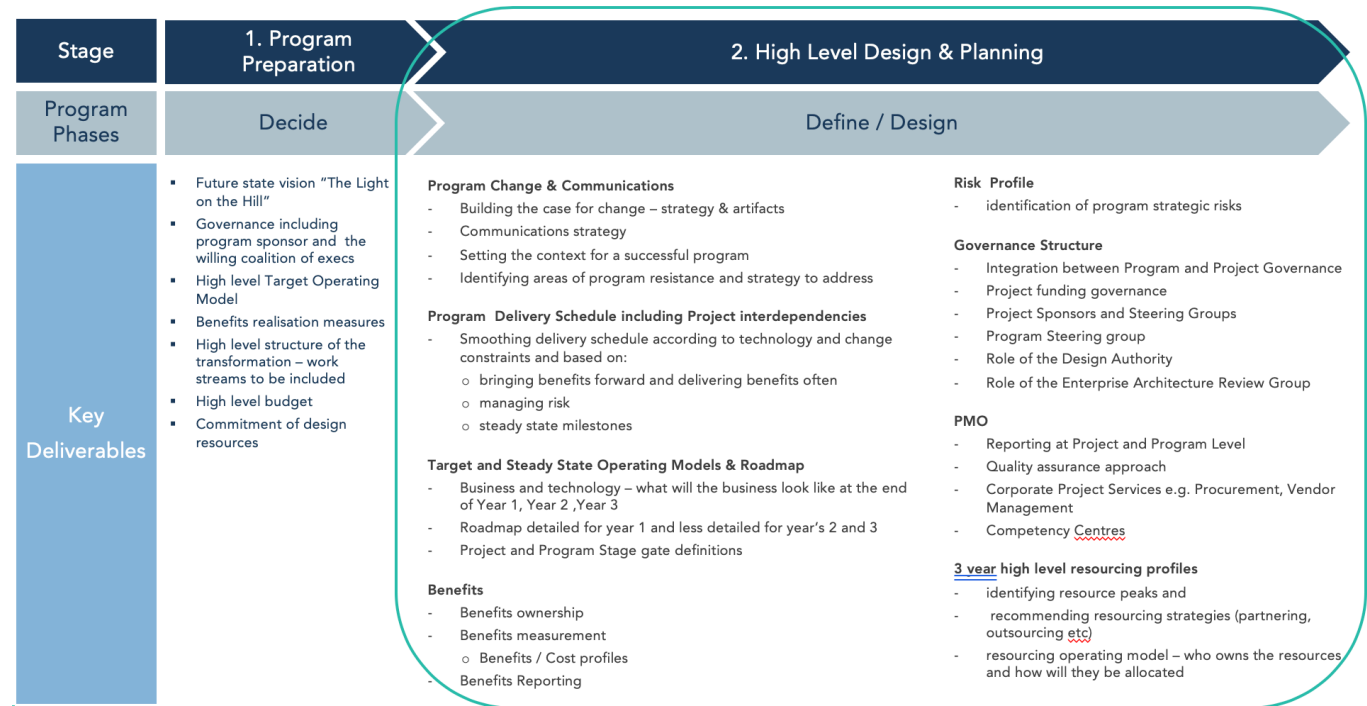 Stage
1. Program
Preparation
2. High Level Design & Planning
Program
Phases
Decide
Define / Design
Key
Deliverables
▪ Future state vision “The Light
on the Hill”
▪ Governance including
program sponsor and  the
willing coalition of execs
▪ High level Target Operating
Model
▪ Benefits realisation measures
▪ High level structure of the
transformation – work
streams to be included
▪ High level budget
▪ Commitment of design
resources
Program Change & Communications
- Building the case for change – strategy & artifacts
- Communications strategy
- Setting the context for a successful program
- Identifying areas of program resistance and strategy to address
Program  Delivery Schedule including Project interdependencies
- Smoothing delivery schedule according to technology and change
constraints and based on:
o bringing benefits forward and delivering benefits often
o managing risk
o steady state milestones
Target and Steady State Operating Models & Roadmap
- Business and technology – what will the business look like at the end
of Year 1, Year 2 ,Year 3
- Roadmap detailed for year 1 and less detailed for year’s 2 and 3
- Project and Program Stage gate definitions
Benefits
- Benefits ownership
- Benefits measurement
o Benefits / Cost profiles
- Benefits Reporting
Risk  Profile
- identification of program strategic risks
Governance Structure
- Integration between Program and Project Governance
- Project funding governance
- Project Sponsors and Steering Groups
- Program Steering group
- Role of the Design Authority
- Role of the Enterprise Architecture Review Group
PMO
- Reporting at Project and Program Level
- Quality assurance approach
- Corporate Project Services e.g. Procurement, Vendor
Management
- Competency Centres
3 year high level resourcing profiles
- identifying resource peaks and
- recommending resourcing strategies (partnering,
outsourcing etc)
- resourcing operating model – who owns the resources
and how will they be allocated